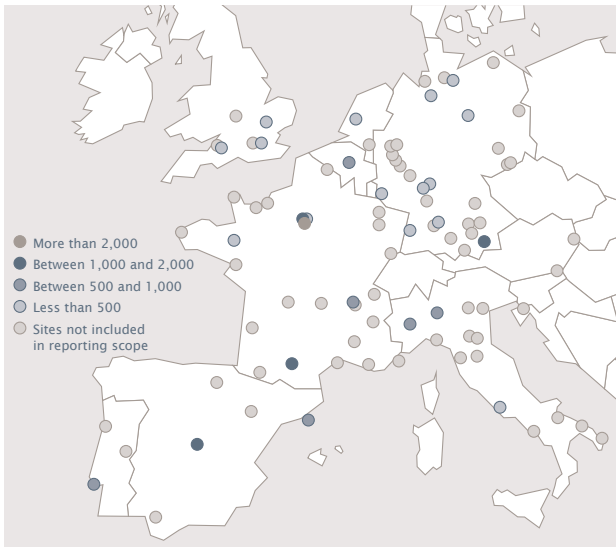 More than 2,000
Between 1,000 and 2,000
Between 500 and 1,000
Less than 500
Sites not included
in reporting scope